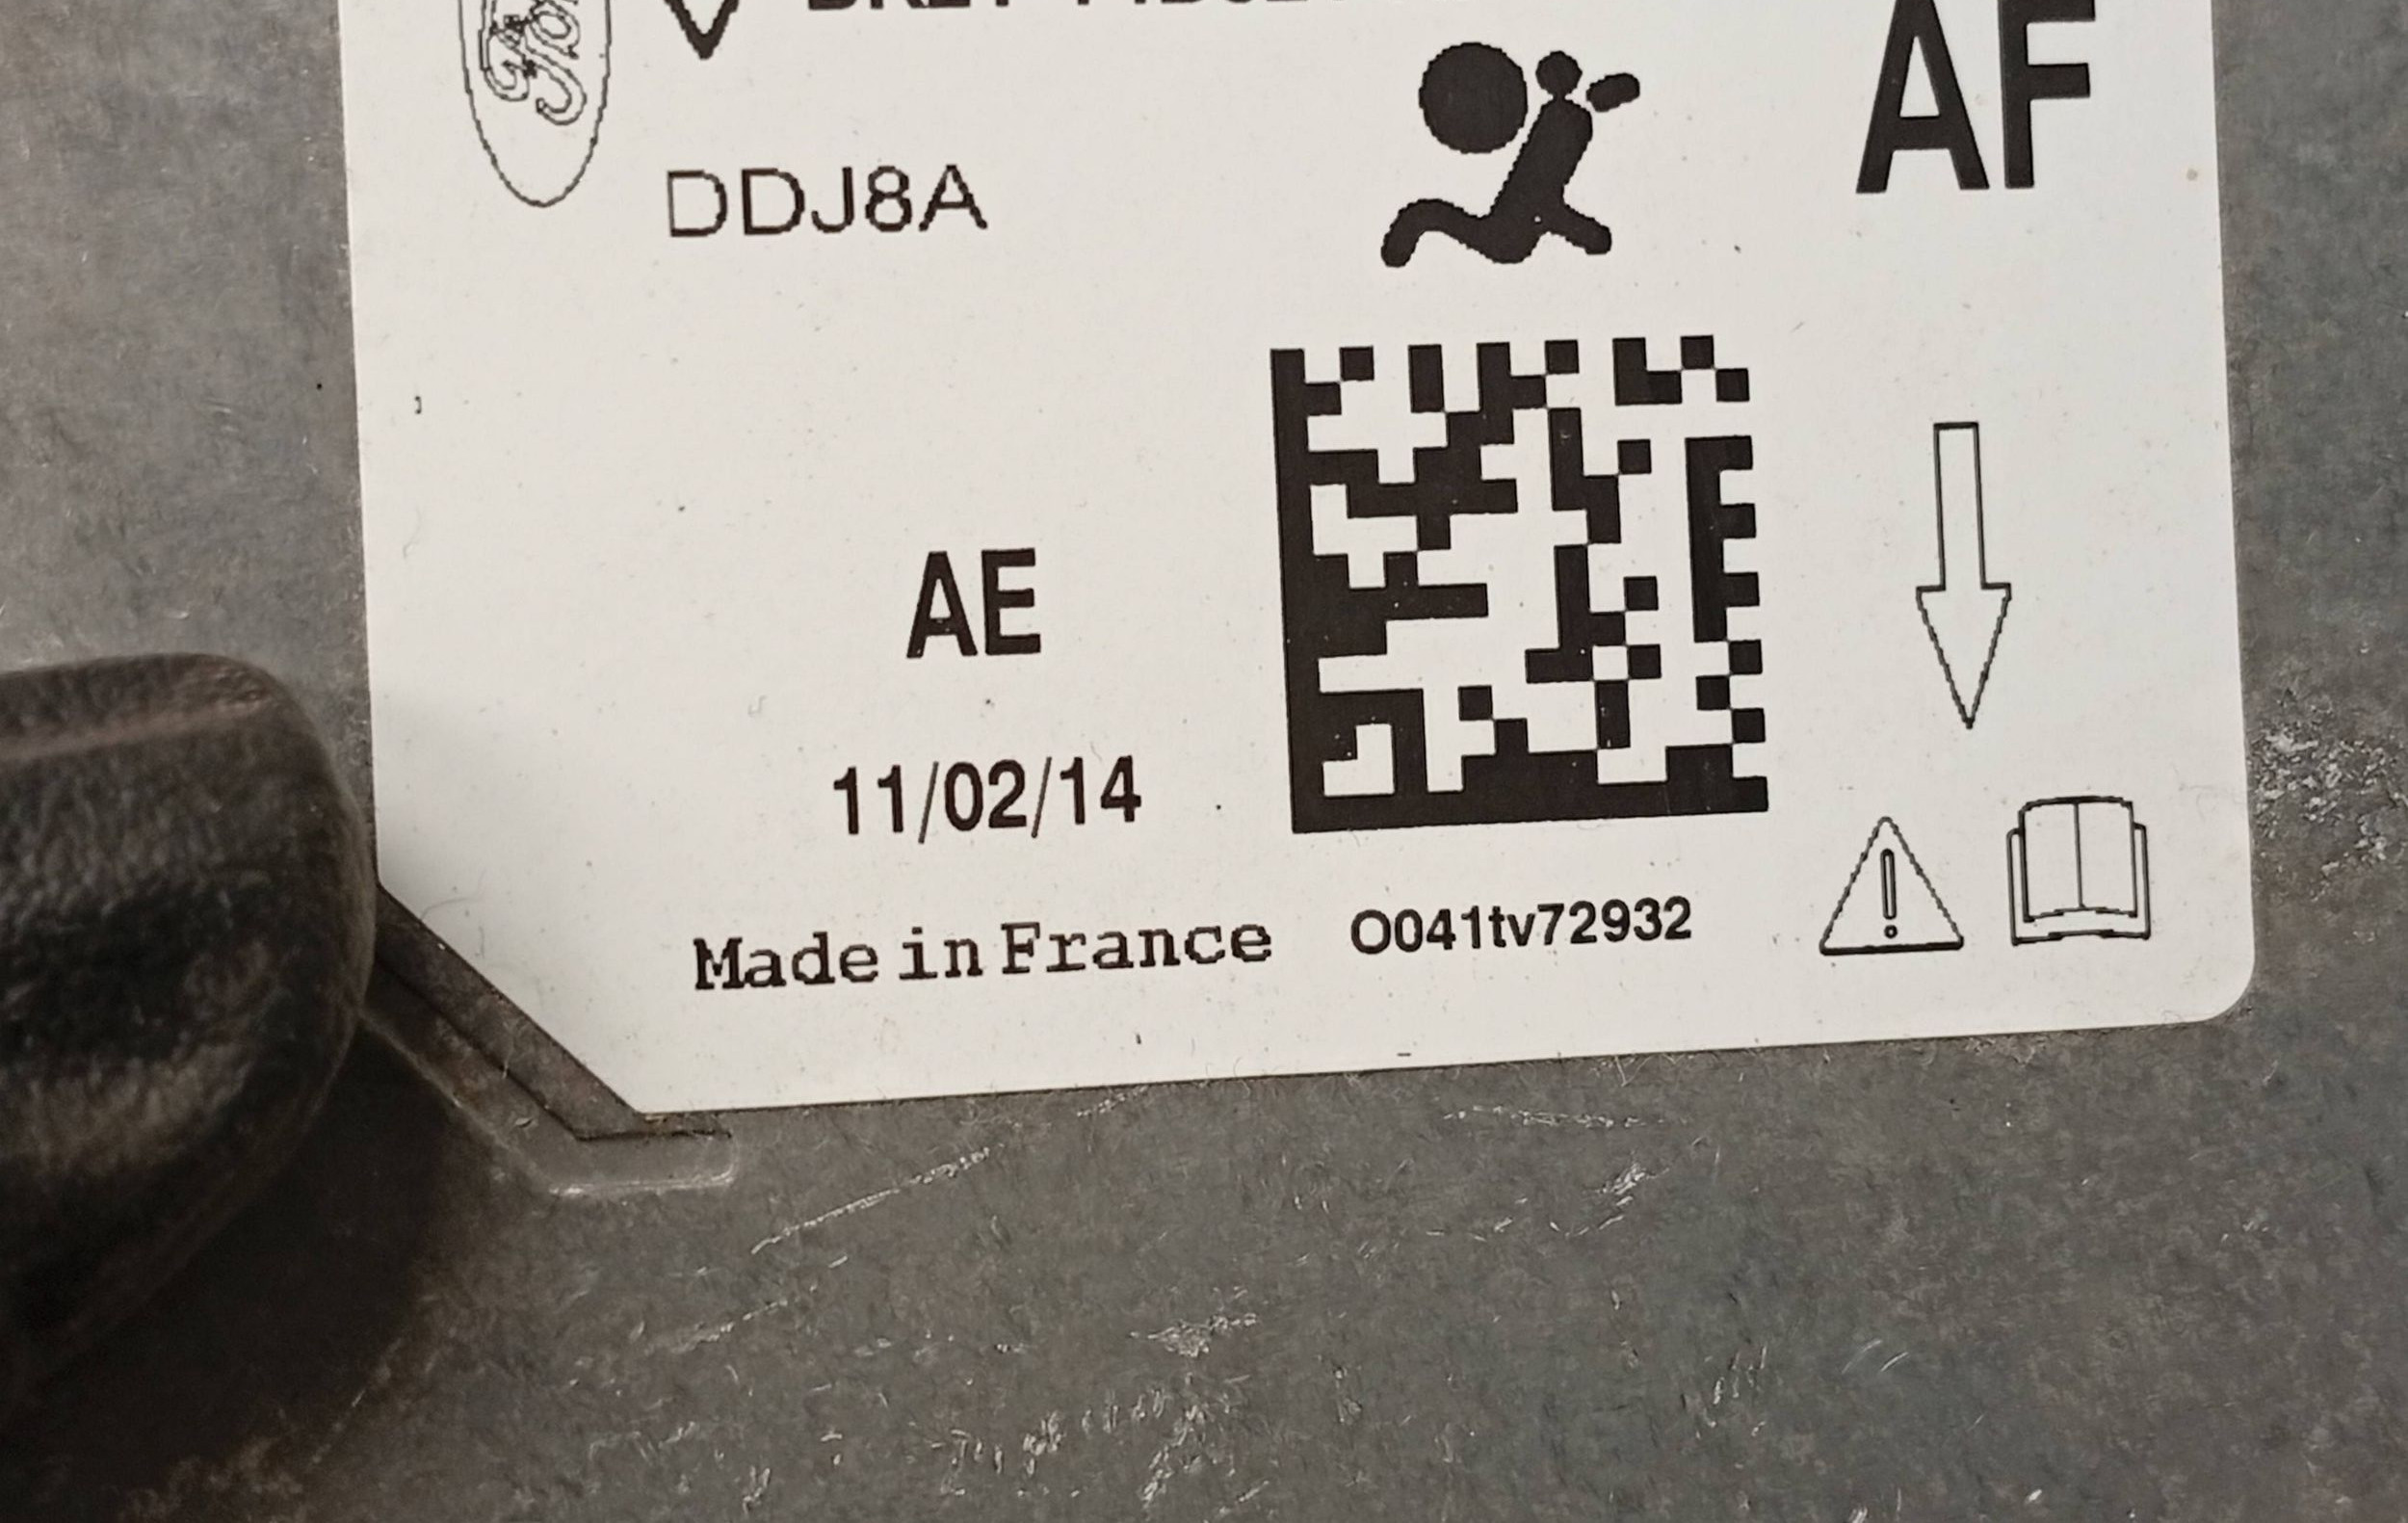 DDJ8A
AF
AE
11/02/14
Made in France
O041tv72932